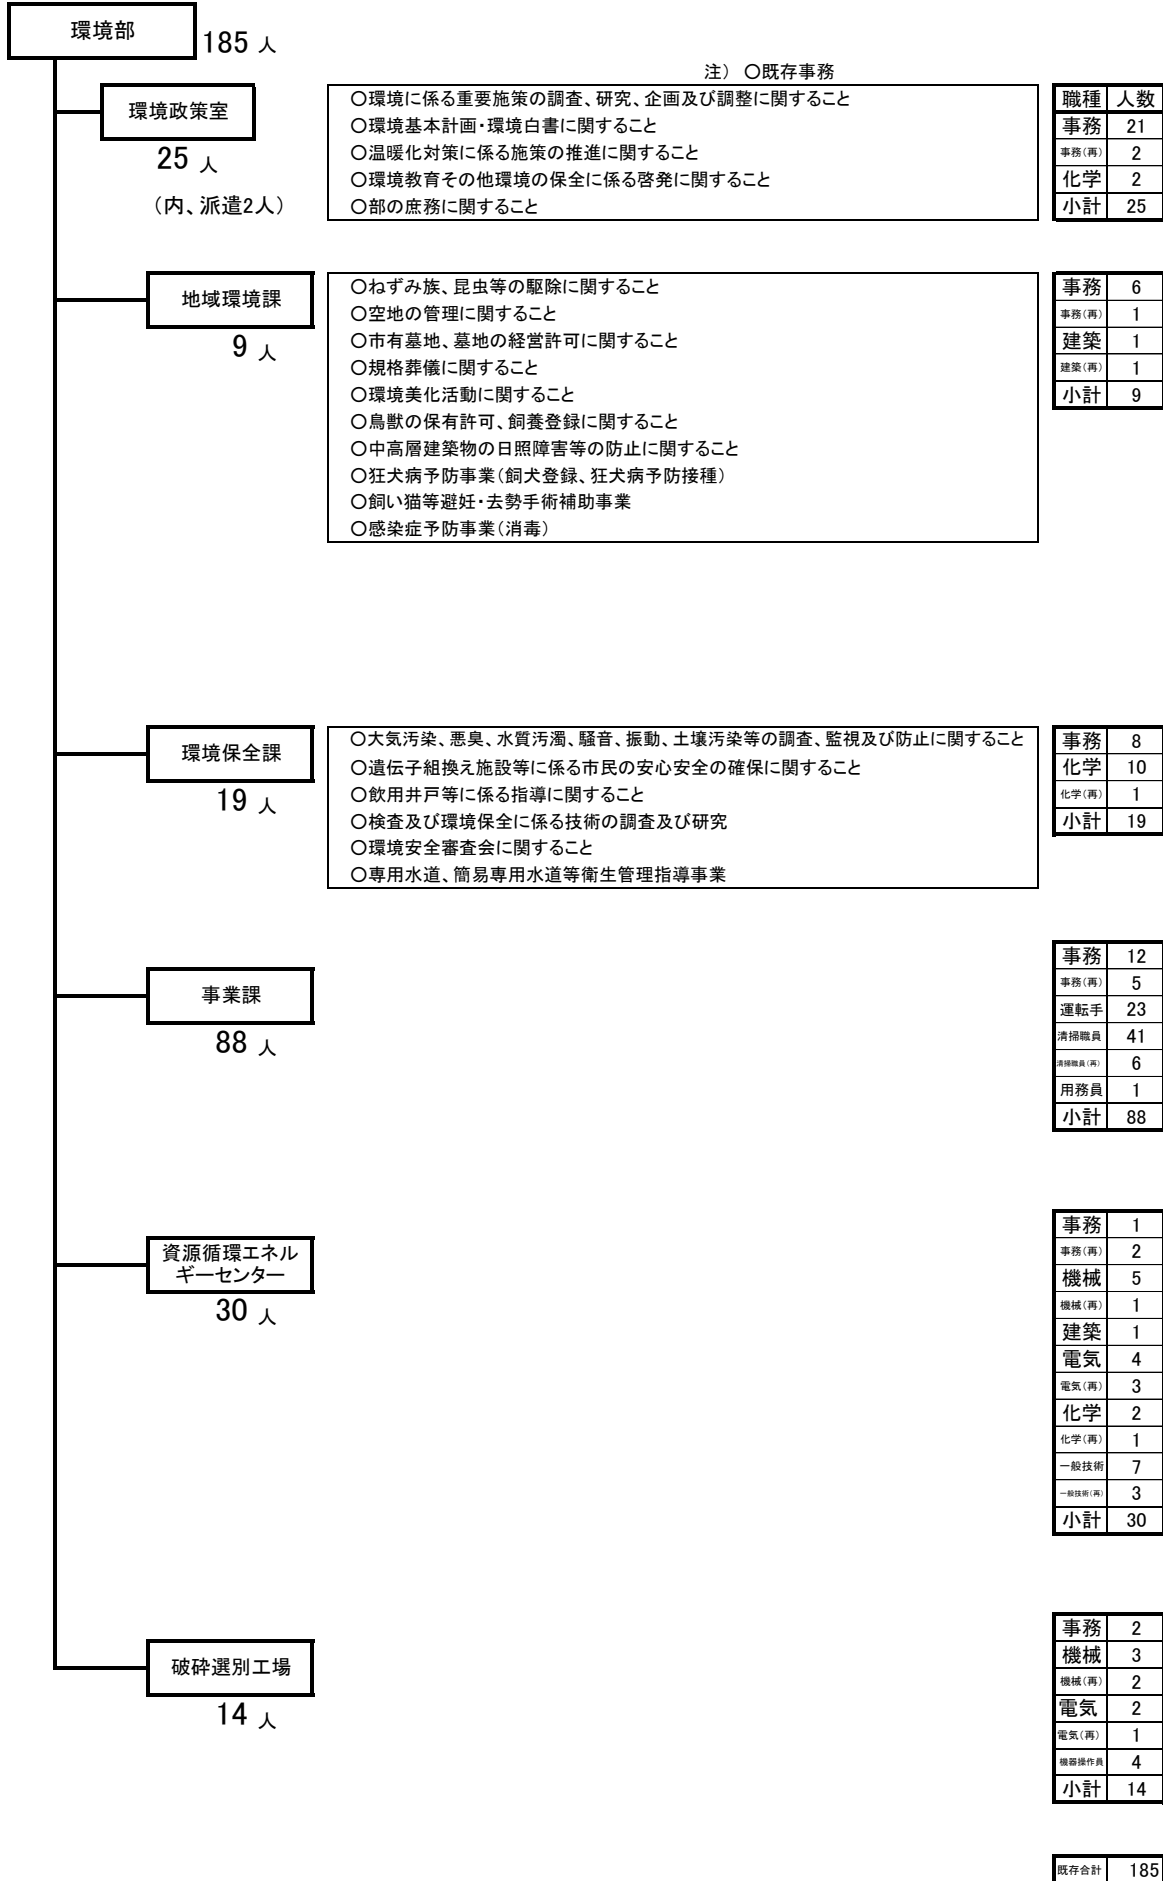 環境部
185 人
注） ○既存事務
環境政策室
25 人
（内、派遣2人）
○環境に係る重要施策の調査、研究、企画及び調整に関すること
○環境基本計画・環境白書に関すること
○温暖化対策に係る施策の推進に関すること
○環境教育その他環境の保全に係る啓発に関すること
○部の庶務に関すること
職種 人数
事務 21
事務（再） 2
化学 2
小計 25
地域環境課
9 人
○ねずみ族、昆虫等の駆除に関すること
○空地の管理に関すること
○市有墓地、墓地の経営許可に関すること
○規格葬儀に関すること
○環境美化活動に関すること
○鳥獣の保有許可、飼養登録に関すること
○中高層建築物の日照障害等の防止に関すること
○狂犬病予防事業（飼犬登録、狂犬病予防接種）
○飼い猫等避妊・去勢手術補助事業
○感染症予防事業（消毒）
事務 6
事務（再） 1
建築 1
建築（再） 1
小計 9
環境保全課
19 人
○大気汚染、悪臭、水質汚濁、騒音、振動、土壌汚染等の調査、監視及び防止に関すること
○遺伝子組換え施設等に係る市民の安心安全の確保に関すること
○飲用井戸等に係る指導に関すること
○検査及び環境保全に係る技術の調査及び研究
○環境安全審査会に関すること
○専用水道、簡易専用水道等衛生管理指導事業
事務 8
化学 10
化学（再） 1
小計 19
事業課
88 人
事務 12
事務（再） 5
運転手 23
清掃職員 41
清掃職員（再） 6
用務員 1
小計 88
資源循環エネル
ギーセンター
30 人
事務 1
事務（再） 2
機械 5
機械（再） 1
建築 1
電気 4
電気（再） 3
化学 2
化学（再） 1
一般技術 7
一般技術（再） 3
小計 30
破砕選別工場
14 人
事務 2
機械 3
機械（再） 2
電気 2
電気（再） 1
機器操作員 4
小計 14
既存合計 185